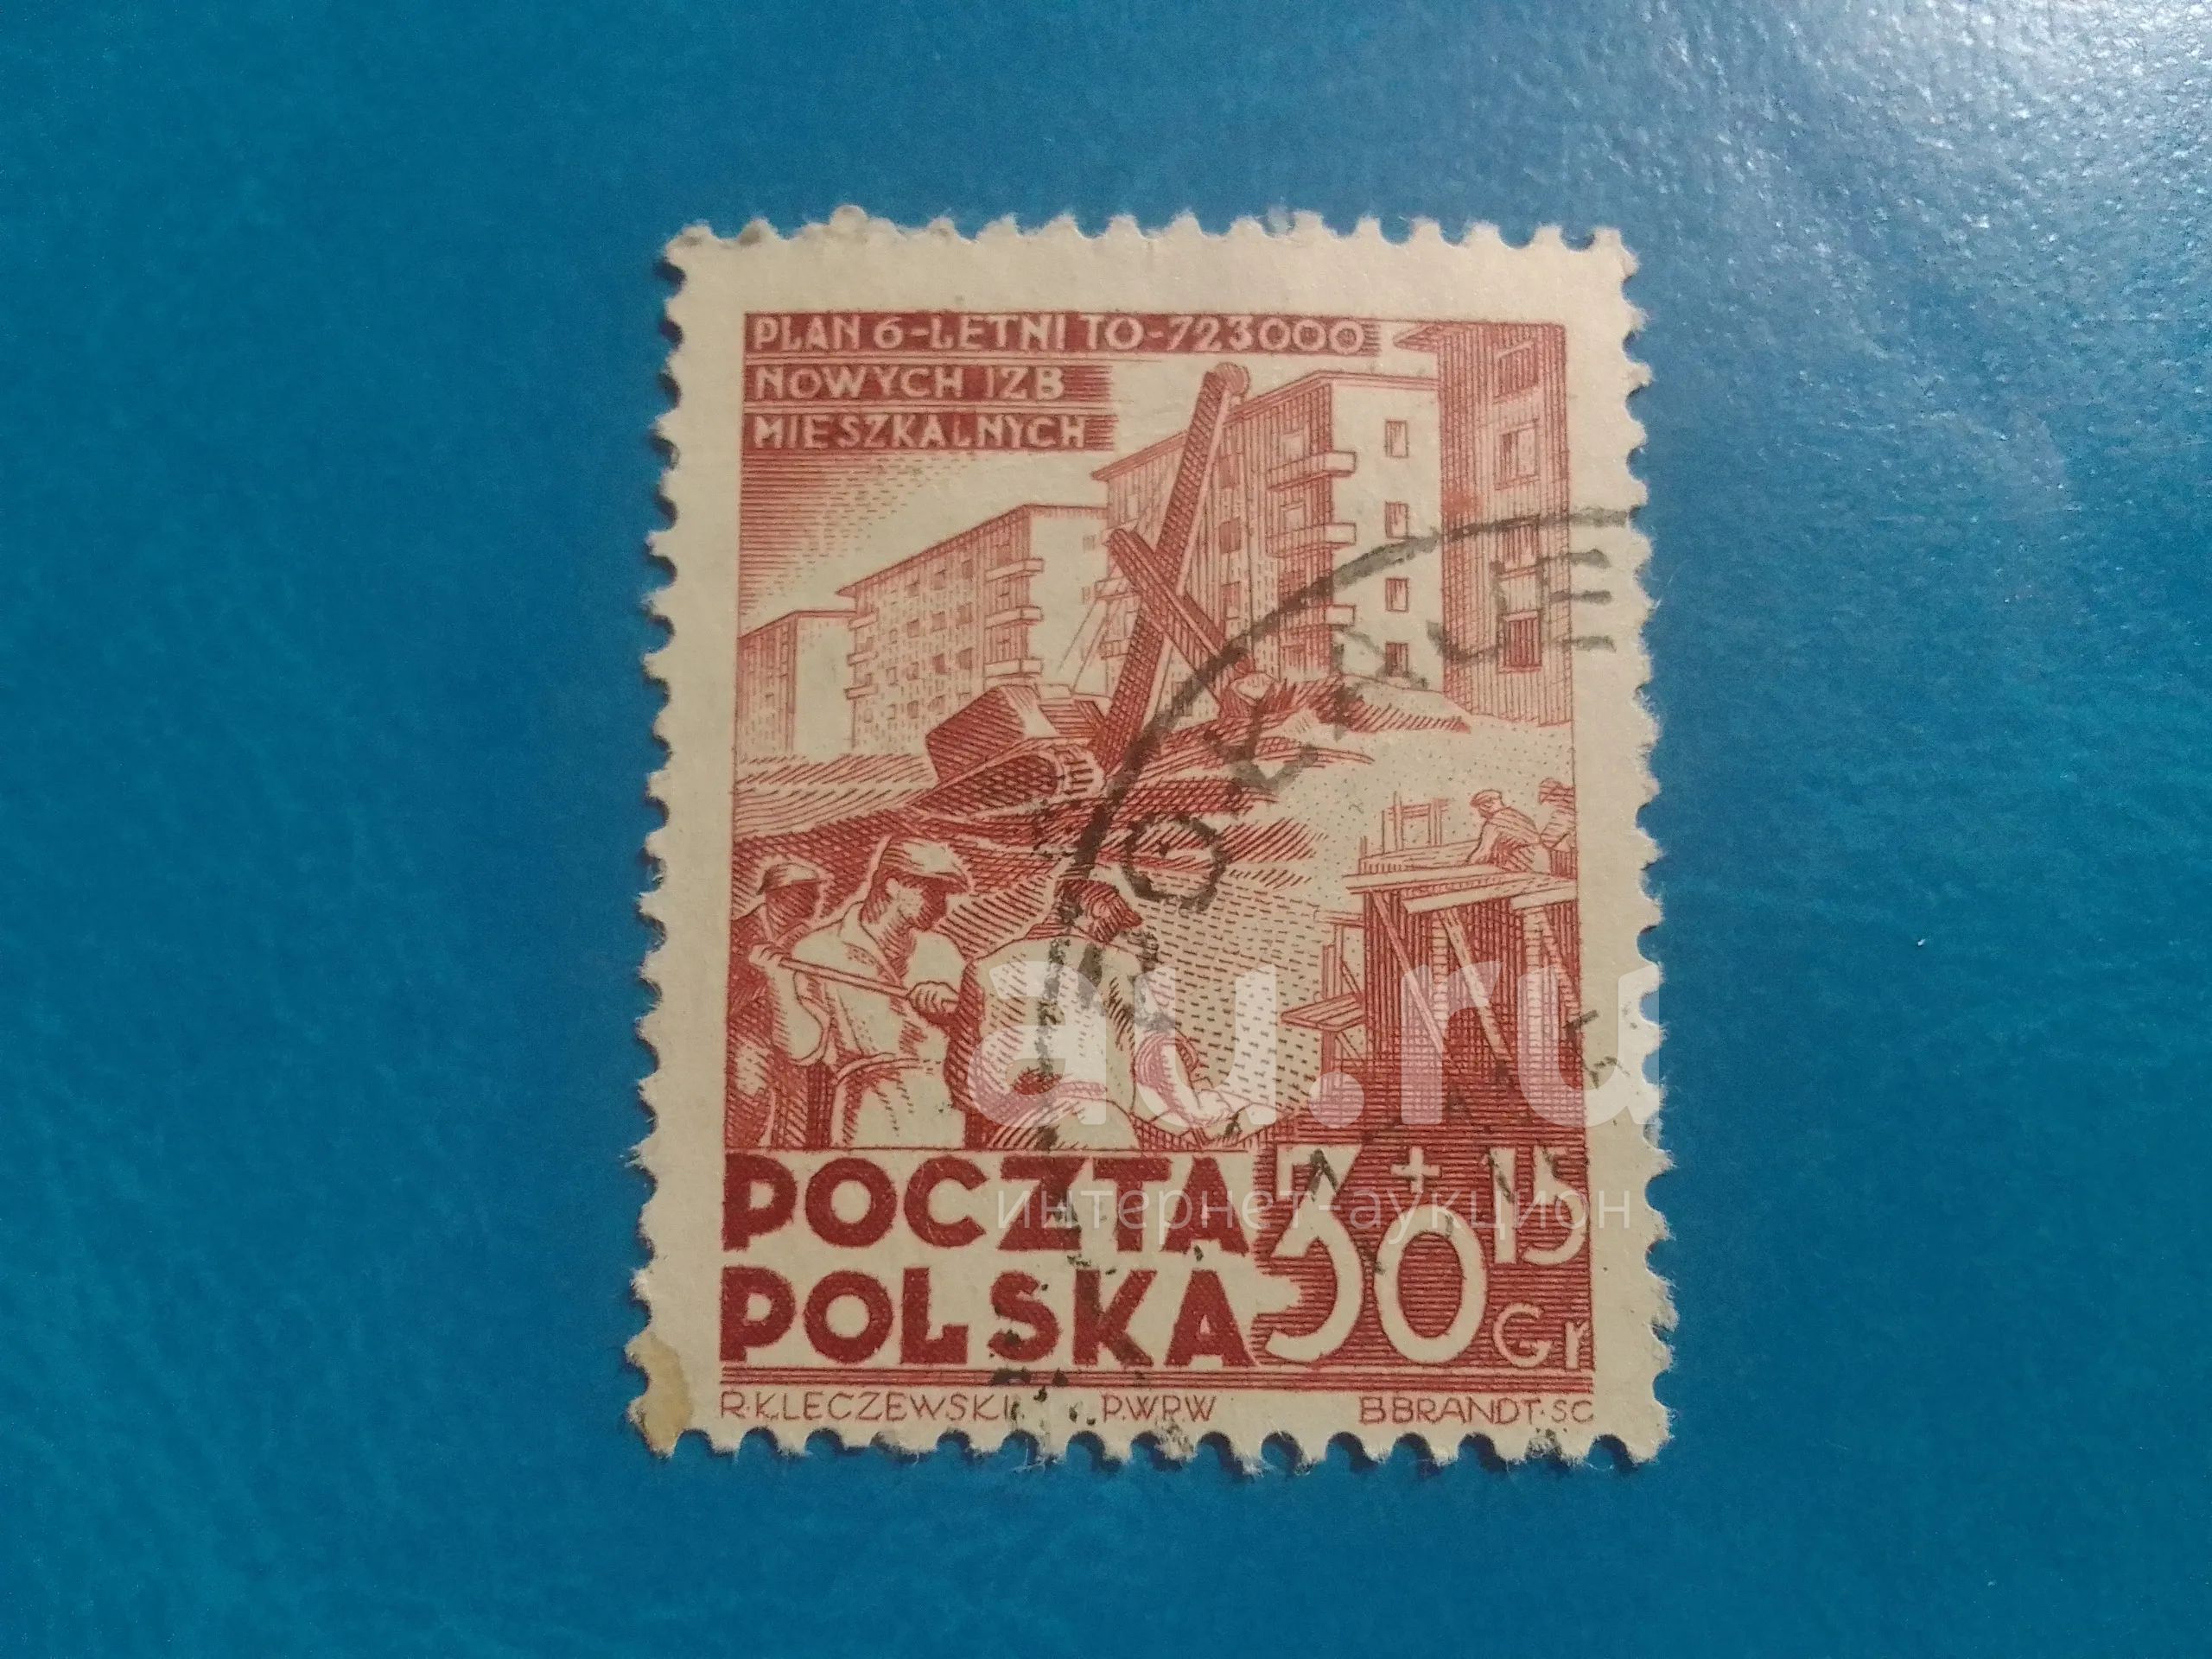 PLAN 6-LETNI TO-723000
NOWYCH IZB
MIESZKALNYCH
au.ru
интернет-аукцион
POCZTA
POLSKA
30+15
Gr
R.KLECZEWSKI P.W.P.W B.BRANDT.SC